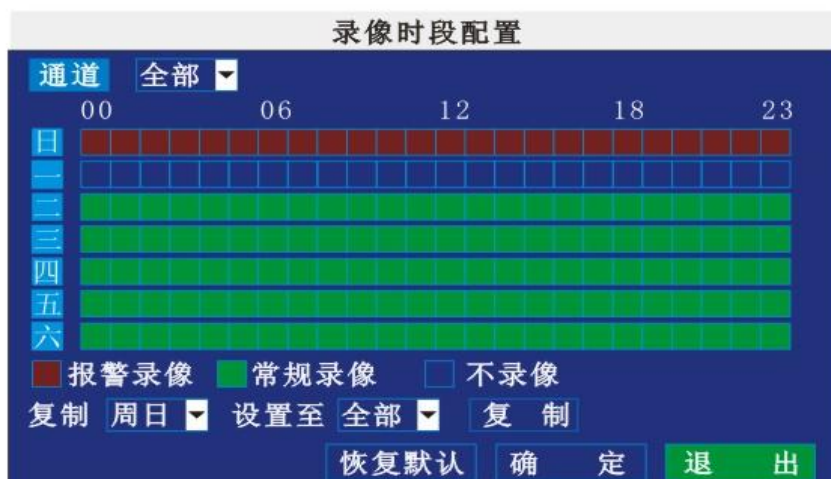 录像时段配置
通道 全部
00 06 12 18 23
日
一
二
三
四
五
六
报警录像 常规录像 不录像
复制 周日 设置至 全部 复 制
恢复默认 确 定 退 出